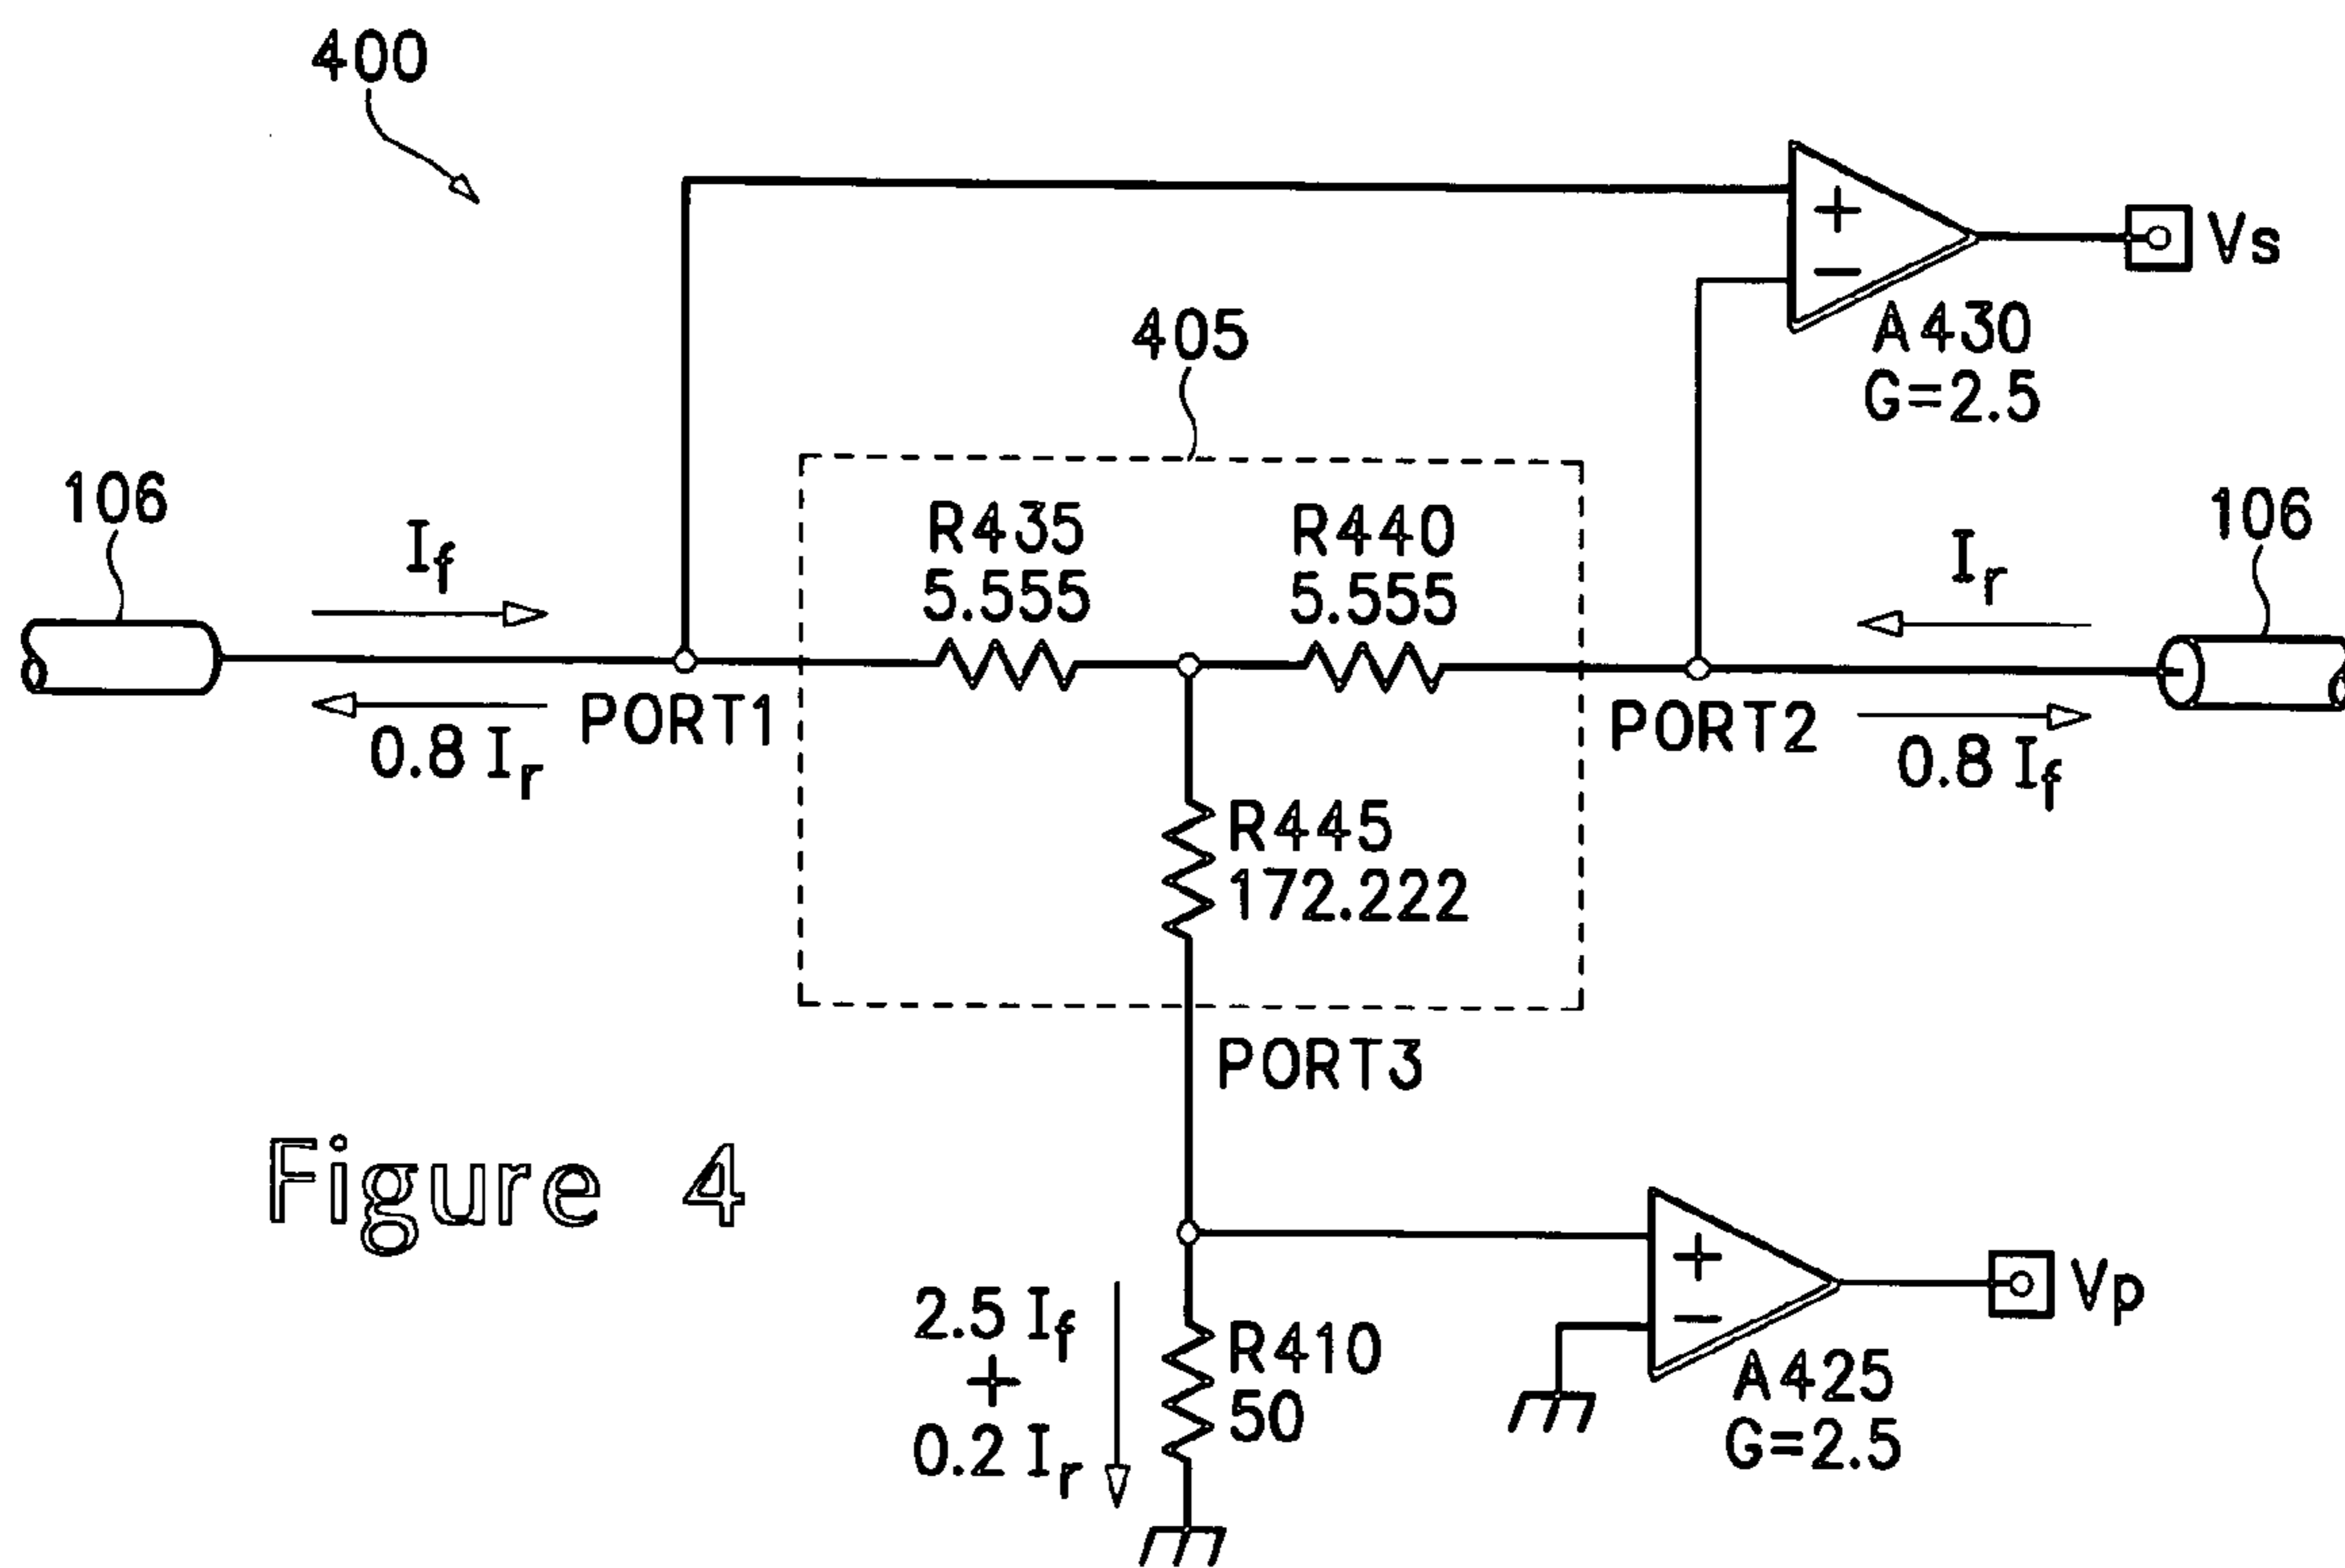 400
+
−
Vs
A430
G=2.5
405
106
If
R435
5.555
R440
5.555
Ir
106
0.8 Ir
PORT1
PORT2
0.8 If
R445
172.222
PORT3
Figure 4
2.5 If
+
0.2 Ir
R410
50
+
−
Vp
A425
G=2.5